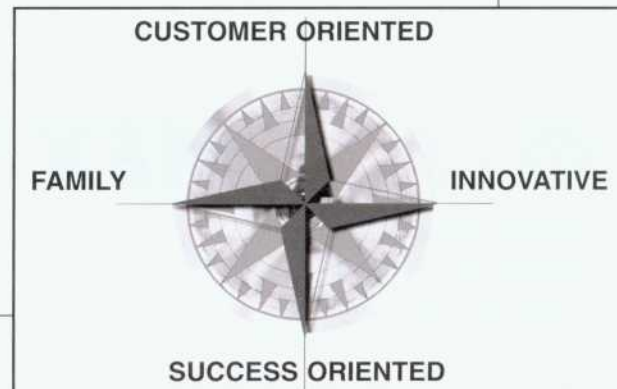 CUSTOMER ORIENTED
FAMILY
INNOVATIVE
SUCCESS ORIENTED